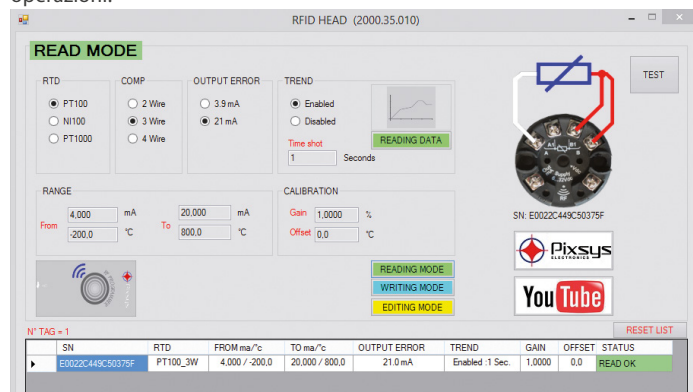 operazioni.
RFID HEAD (2000.35.010)
READ MODE
RTD
PT100
NI100
PT1000
COMP
2 Wire
3 Wire
4 Wire
OUTPUT ERROR
3.9 mA
21 mA
TREND
Enabled
Disabled
Time shot
1 Seconds
READING DATA
TEST
RANGE
From
4,000 mA
-200,0 °C
To
20,000 mA
800,0 °C
CALIBRATION
Gain 1,0000 %
Offset 0,0 °C
A1 B1
A B
RF
SN: E0022C449C50375F
Pixsys
ELECTRONICS
YouTube
READING MODE
WRITING MODE
EDITING MODE
N° TAG = 1
RESET LIST
SN RTD FROM ma/°c TO ma/°c OUTPUT ERROR TREND GAIN OFFSET STATUS
E0022C449C50375F PT100_3W 4,000 / -200,0 20,000 / 800,0 21.0 mA Enabled :1 Sec. 1,0000 0,0 READ OK